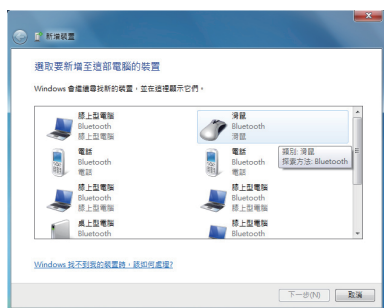 新增裝置
選取要新增至這部電腦的裝置
Windows 會繼續尋找新的裝置，並在這裡顯示它們。
膝上型電腦
Bluetooth
膝上型電腦
滑鼠
Bluetooth
滑鼠
電話
Bluetooth
電話
電話
Bluetooth
電話
類別: 滑鼠
探索方法: Bluetooth
膝上型電腦
Bluetooth
膝上型電腦
膝上型電腦
Bluetooth
膝上型電腦
桌上型電腦
Bluetooth
膝上型電腦
Bluetooth
Windows 找不到我的裝置時，該如何處理?
下一步(N)
取消